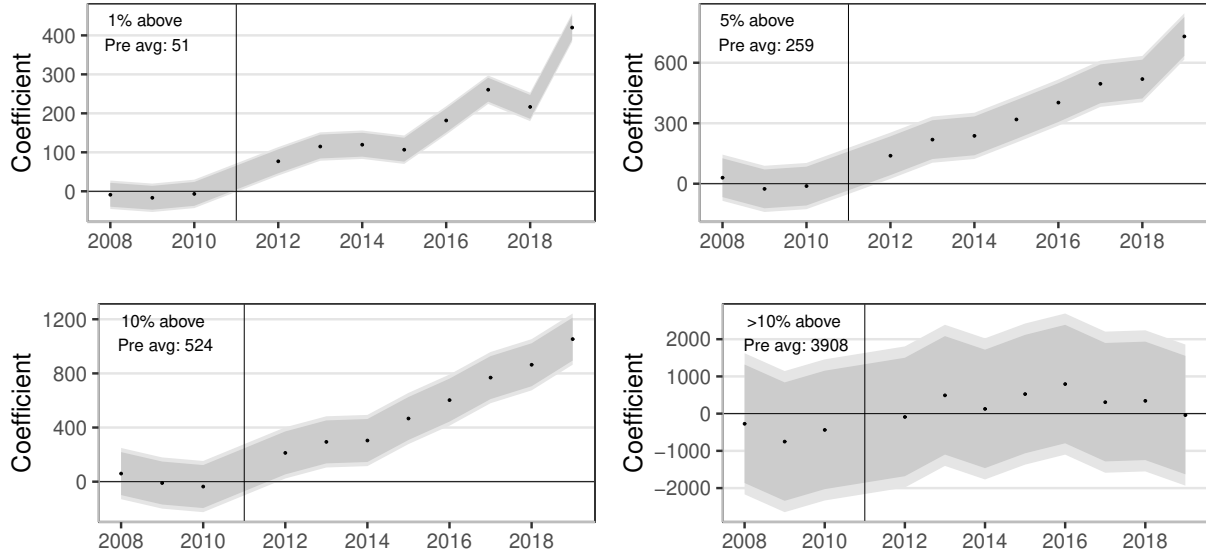 1% above
Pre avg: 51
Coefficient
400
300
200
100
0
2008 2010 2012 2014 2016 2018
5% above
Pre avg: 259
Coefficient
600
300
0
2008 2010 2012 2014 2016 2018
10% above
Pre avg: 524
Coefficient
1200
800
400
0
2008 2010 2012 2014 2016 2018
>10% above
Pre avg: 3908
Coefficient
2000
1000
0
−1000
−2000
2008 2010 2012 2014 2016 2018